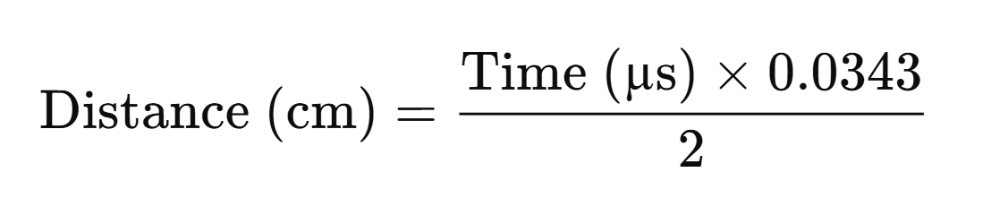 Distance (cm) = Time (μs) × 0.0343 / 2